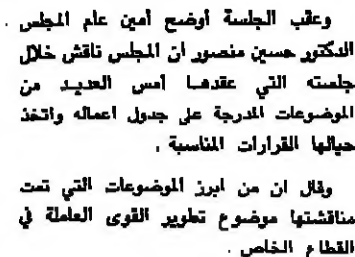 وعقب الجلسة أوضح أمين عام المجلس
الدكتور حسين منصور ان المجلس ناقش خلال
جلسته التي عقدها أمس العديد من
الموضوعات المدرجة على جدول اعماله واتخذ
حيالها القرارات المناسبة .
وقال ان من ابرز الموضوعات التي تمت
مناقشتها موضوع تطوير القوى العاملة في
القطاع الخاص .